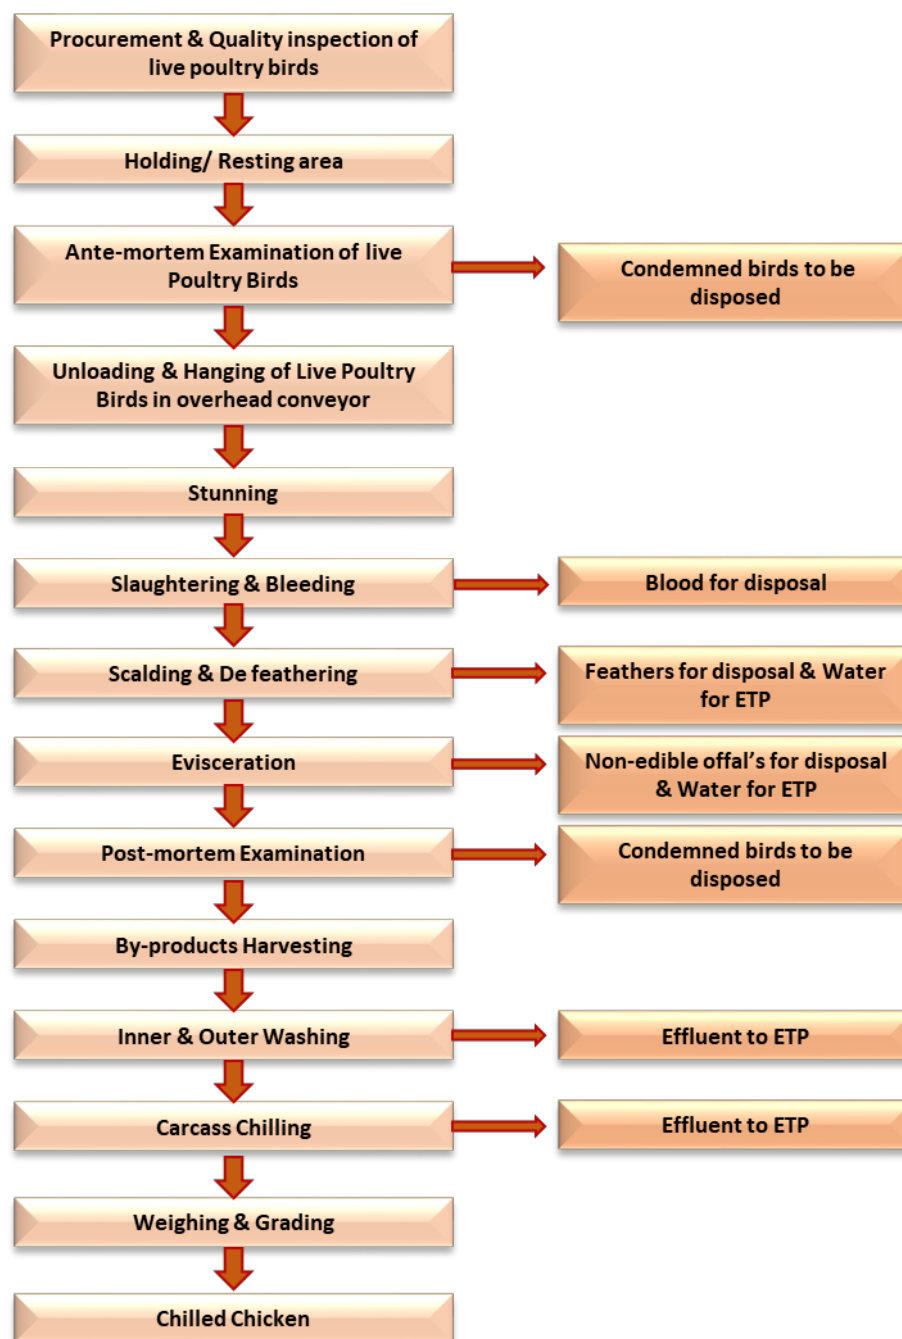 Procurement & Quality inspection of
live poultry birds
Holding/ Resting area
Ante-mortem Examination of live
Poultry Birds
Condemned birds to be
disposed
Unloading & Hanging of Live Poultry
Birds in overhead conveyor
Stunning
Slaughtering & Bleeding
Blood for disposal
Scalding & De feathering
Feathers for disposal & Water
for ETP
Evisceration
Non-edible offal's for disposal
& Water for ETP
Post-mortem Examination
Condemned birds to be
disposed
By-products Harvesting
Inner & Outer Washing
Effluent to ETP
Carcass Chilling
Effluent to ETP
Weighing & Grading
Chilled Chicken